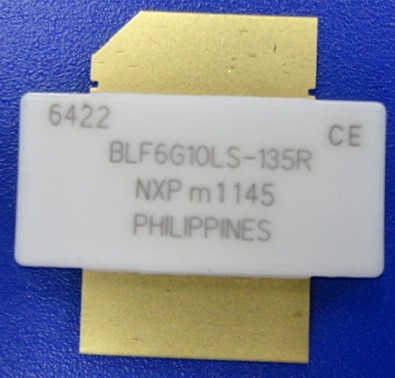 6422
CE
BLF6G10LS-135R
NXP m1145
PHILIPPINES